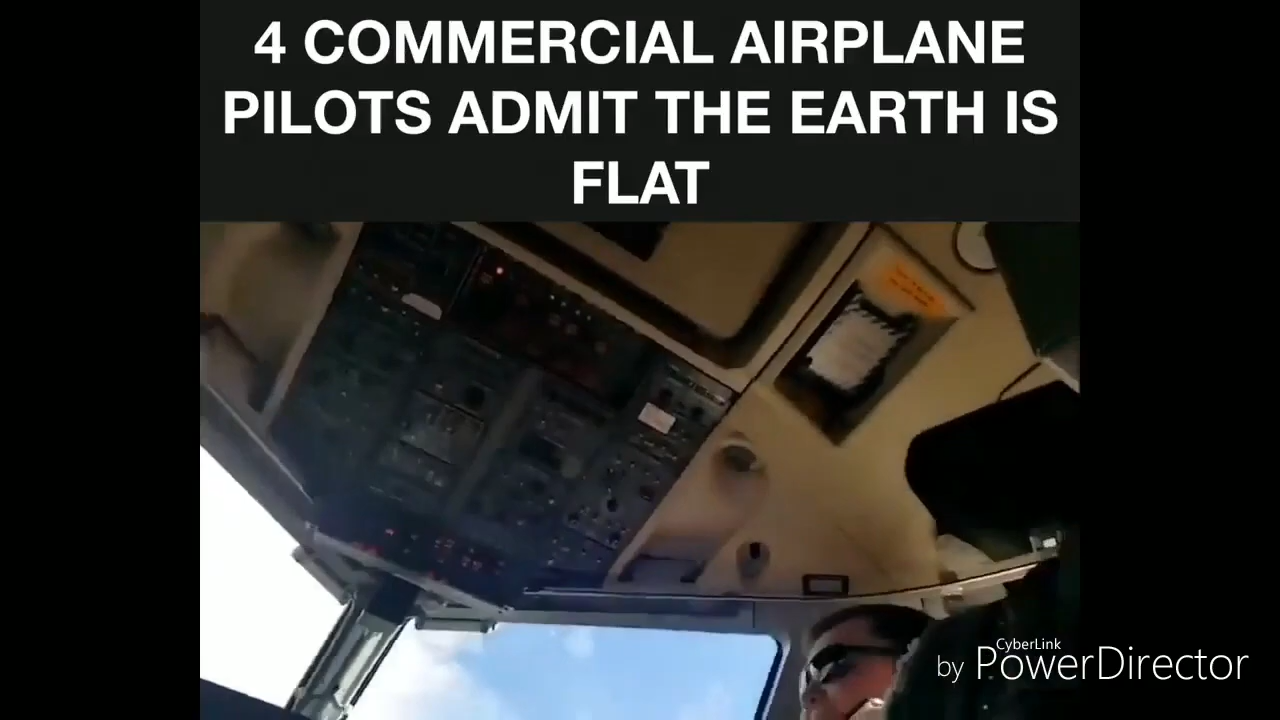 4 COMMERCIAL AIRPLANE
PILOTS ADMIT THE EARTH IS
FLAT
CyberLink
by PowerDirector